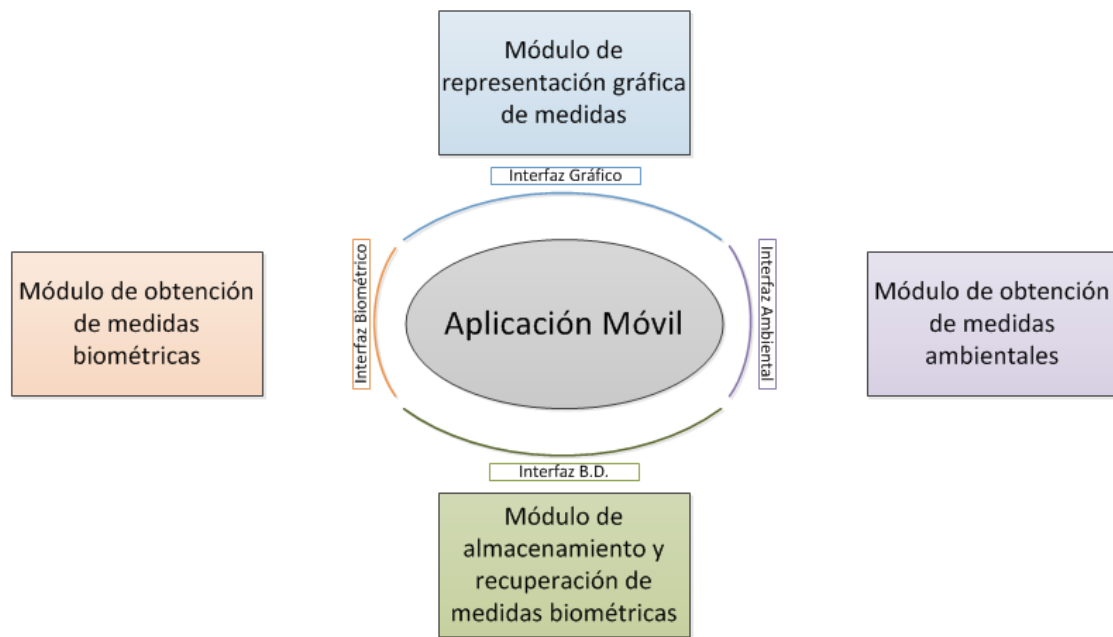 Módulo de
representación gráfica
de medidas
Interfaz Gráfico
Módulo de obtención
de medidas
biométricas
Interfaz Biométrico
Aplicación Móvil
Interfaz Ambiental
Módulo de obtención
de medidas
ambientales
Interfaz B.D.
Módulo de
almacenamiento y
recuperación de
medidas biométricas